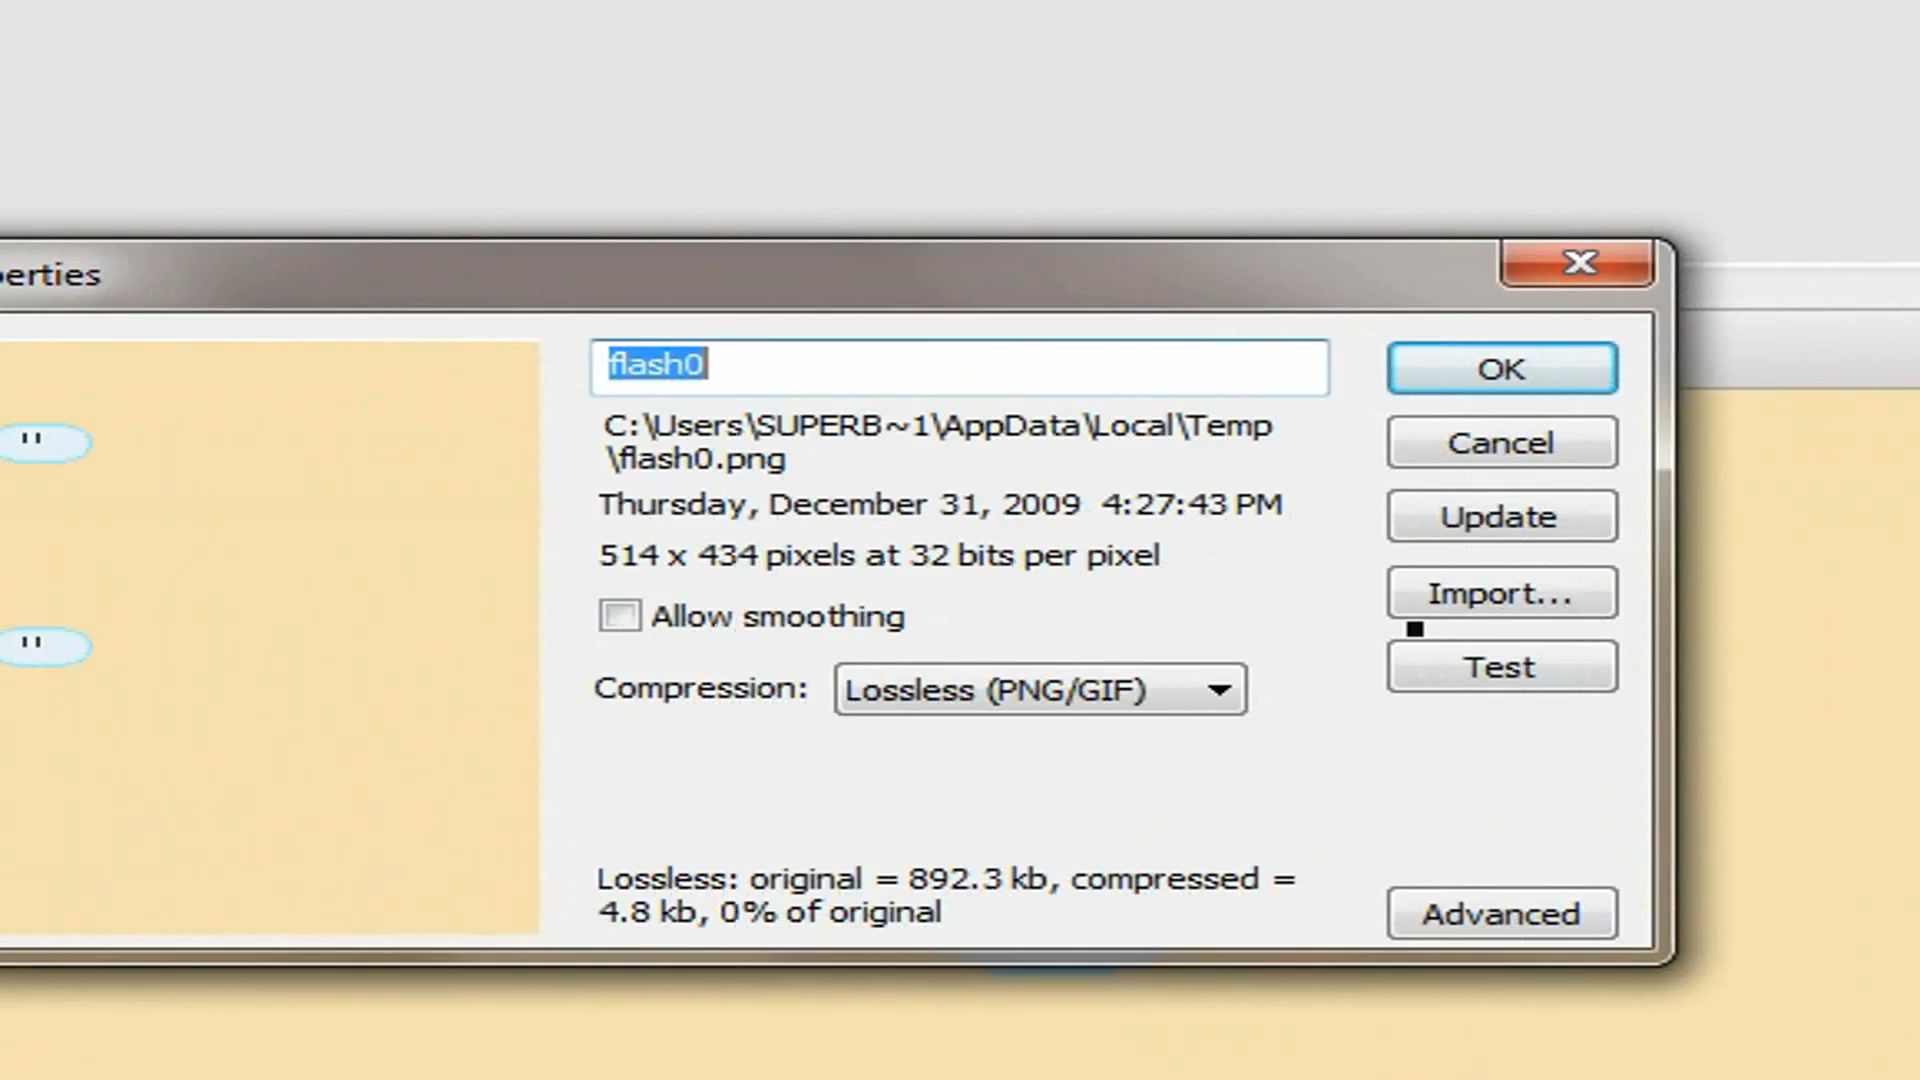 perties
flash0
OK
C:\Users\SUPERB~1\AppData\Local\Temp
\flash0.png
Cancel
Thursday, December 31, 2009  4:27:43 PM
Update
514 x 434 pixels at 32 bits per pixel
Import...
Allow smoothing
Test
Compression: Lossless (PNG/GIF)
Lossless: original = 892.3 kb, compressed =
4.8 kb, 0% of original
Advanced